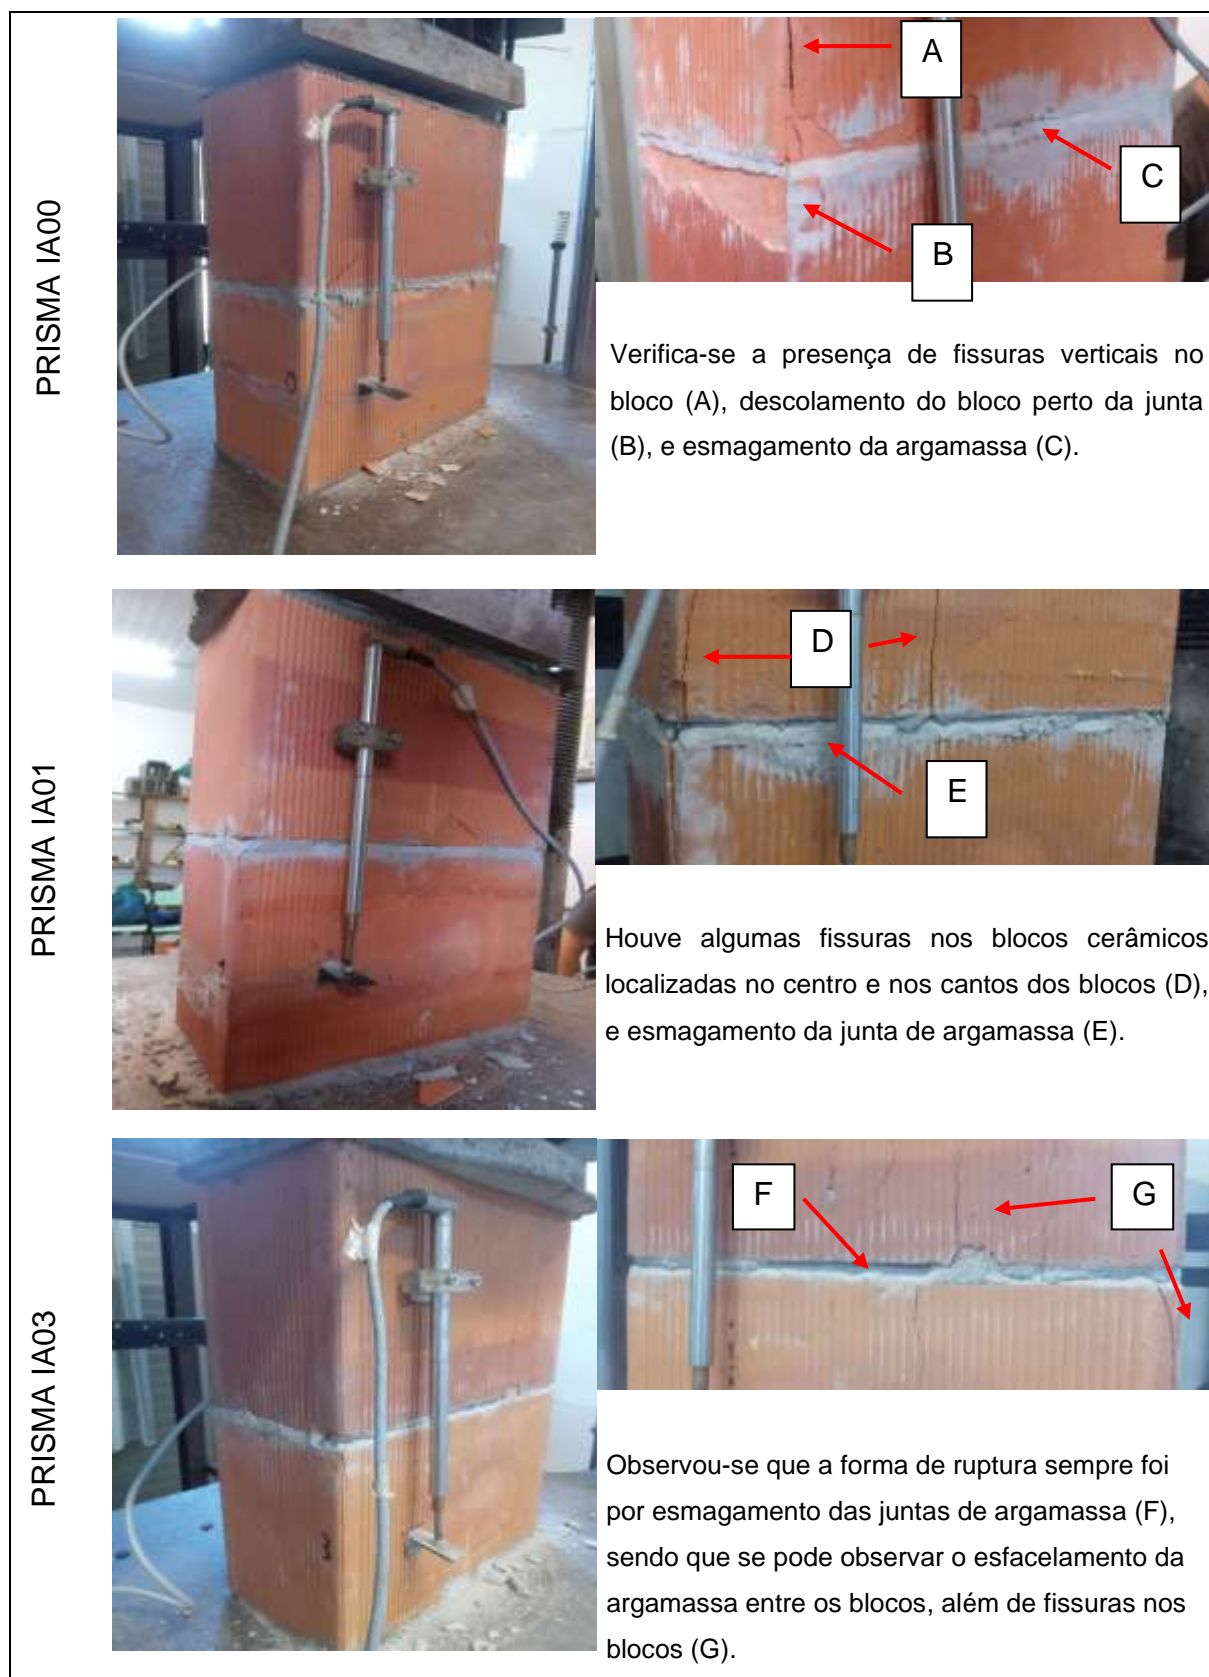 PRISMA IA00
A
C
B
Verifica-se a presença de fissuras verticais no
bloco (A), descolamento do bloco perto da junta
(B), e esmagamento da argamassa (C).
PRISMA IA01
D
E
Houve algumas fissuras nos blocos cerâmicos
localizadas no centro e nos cantos dos blocos (D),
e esmagamento da junta de argamassa (E).
PRISMA IA03
F
G
3
Observou-se que a forma de ruptura sempre foi
por esmagamento das juntas de argamassa (F),
sendo que se pode observar o esfacelamento da
argamassa entre os blocos, além de fissuras nos
blocos (G).